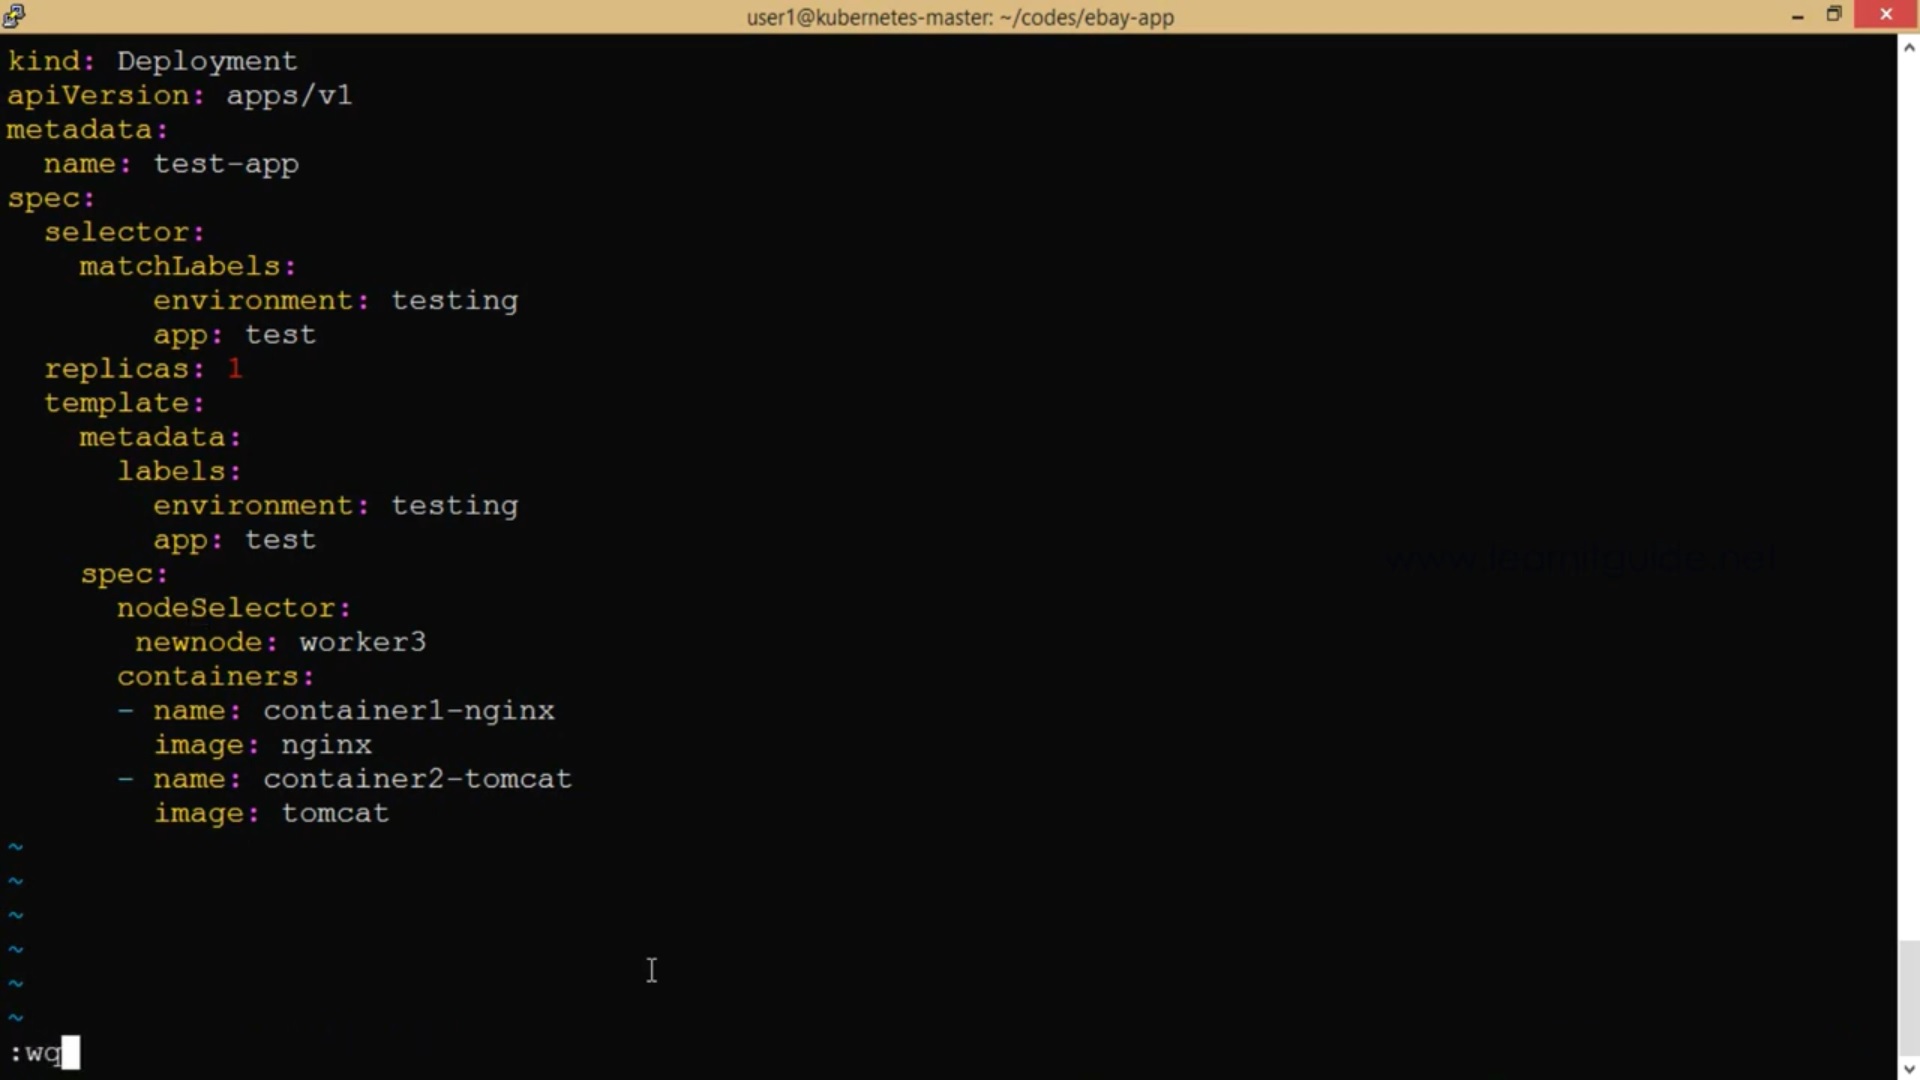 user1@kubernetes-master: ~/codes/ebay-app
kind: Deployment
apiVersion: apps/v1
metadata:
  name: test-app
spec:
  selector:
    matchLabels:
        environment: testing
        app: test
  replicas: 1
  template:
    metadata:
      labels:
        environment: testing
        app: test
    spec:
      nodeSelector:
       newnode: worker3
      containers:
      - name: container1-nginx
        image: nginx
      - name: container2-tomcat
        image: tomcat
~
~
~
~
~
~
:wq
www.learnitguide.net